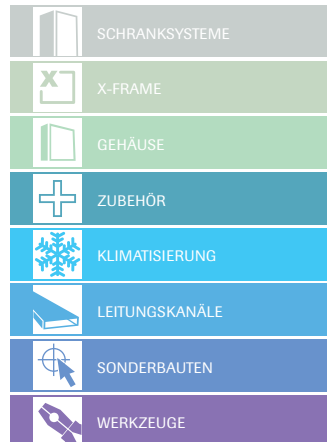 SCHRANKSYSTEME
X-FRAME
GEHÄUSE
ZUBEHÖR
KLIMATISIERUNG
LEITUNGSKANÄLE
SONDERBAUTEN
WERKZEUGE